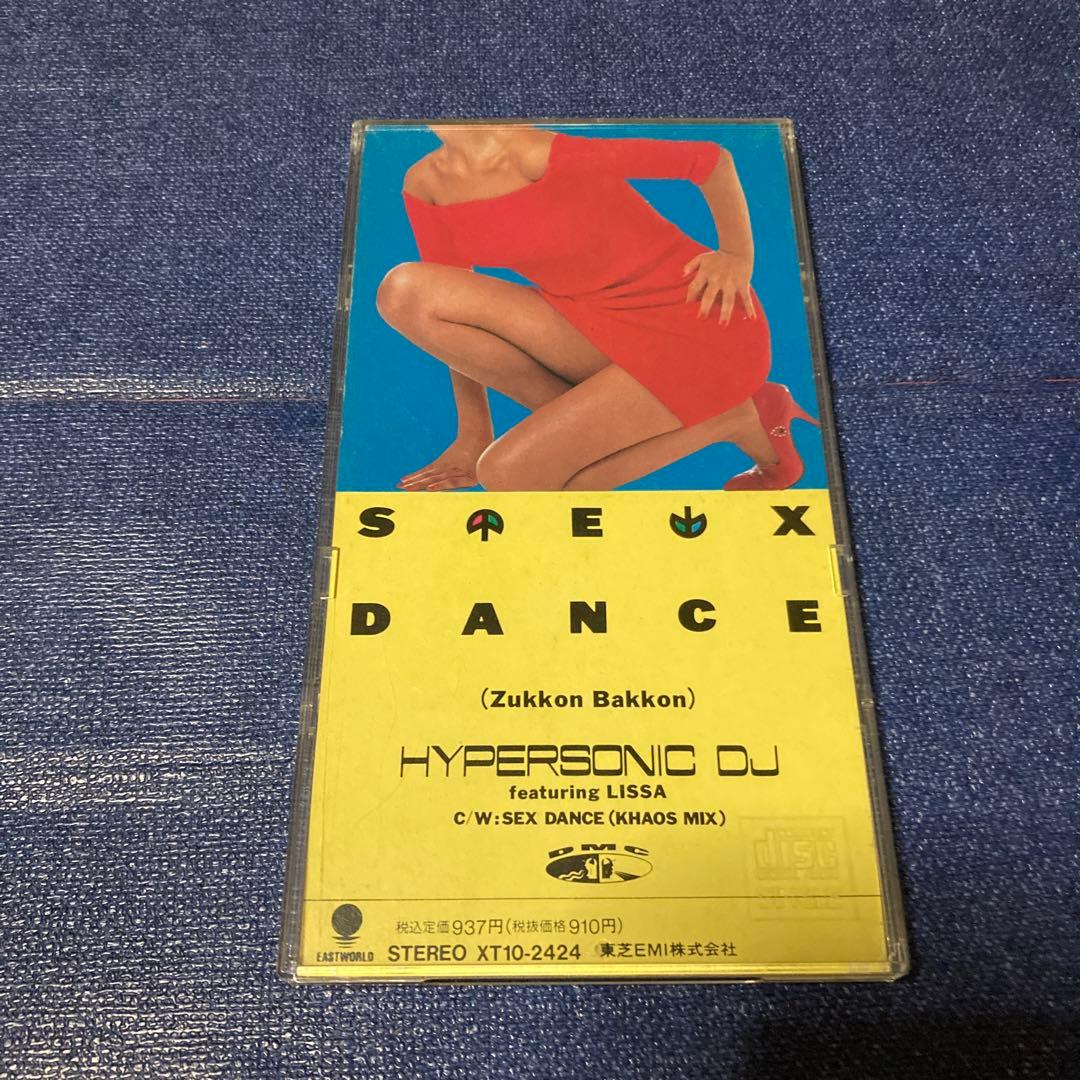 S E X
DANCE
(Zukkon Bakkon)
HYPERSONIC DJ
featuring LISSA
C/W:SEX DANCE(KHAOS MIX)
DMC
disc
税込定価937円(税抜価格910円)
EASTWORLD STEREO XT10-2424 東芝EMI株式会社